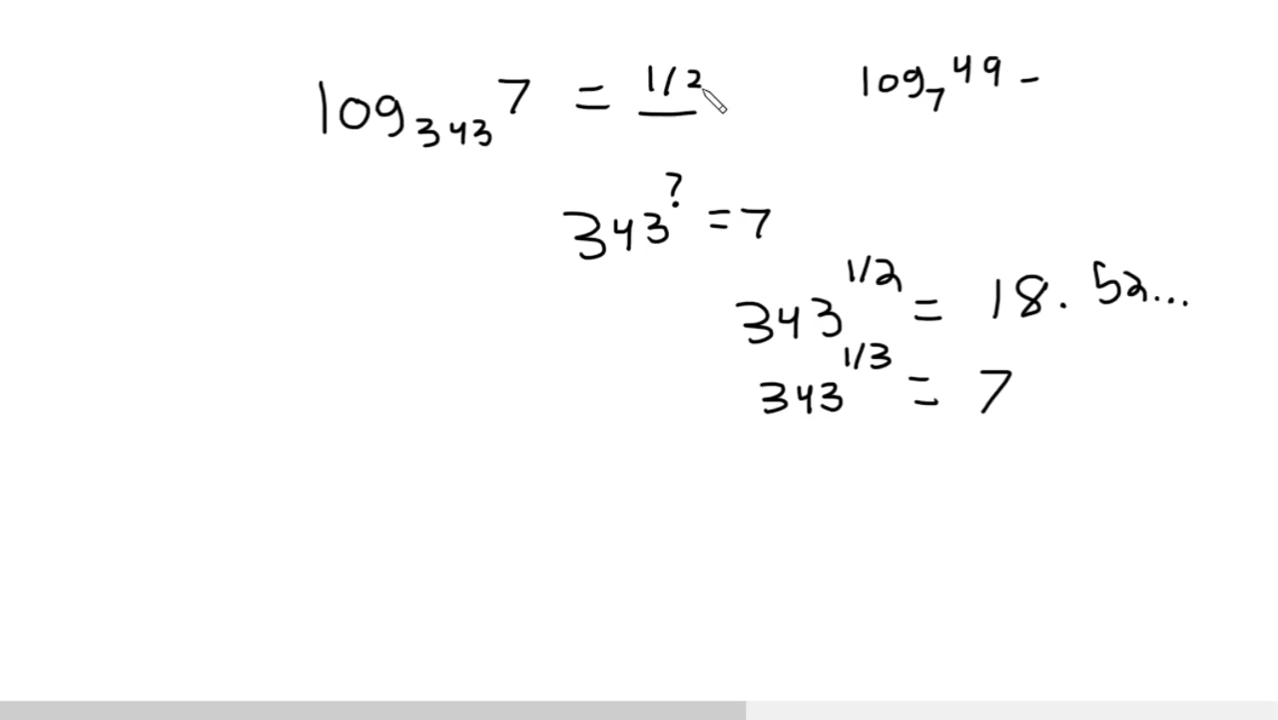 log₃₄₃ 7 = 1/2
log₇ 49 -
343^? = 7
343^1/2 = 18.52...
343^1/3 = 7